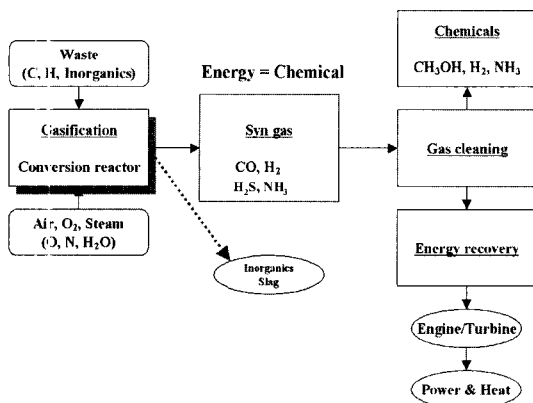 Waste
(C, H, Inorganics)
Gasification
Conversion reactor
Air, O₂, Steam
(O, N, H₂O)
Energy = Chemical
Syn gas
CO, H₂
H₂S, NH₃
Inorganics
Slag
Chemicals
CH₃OH, H₂, NH₃
Gas cleaning
Energy recovery
Engine/Turbine
Power & Heat